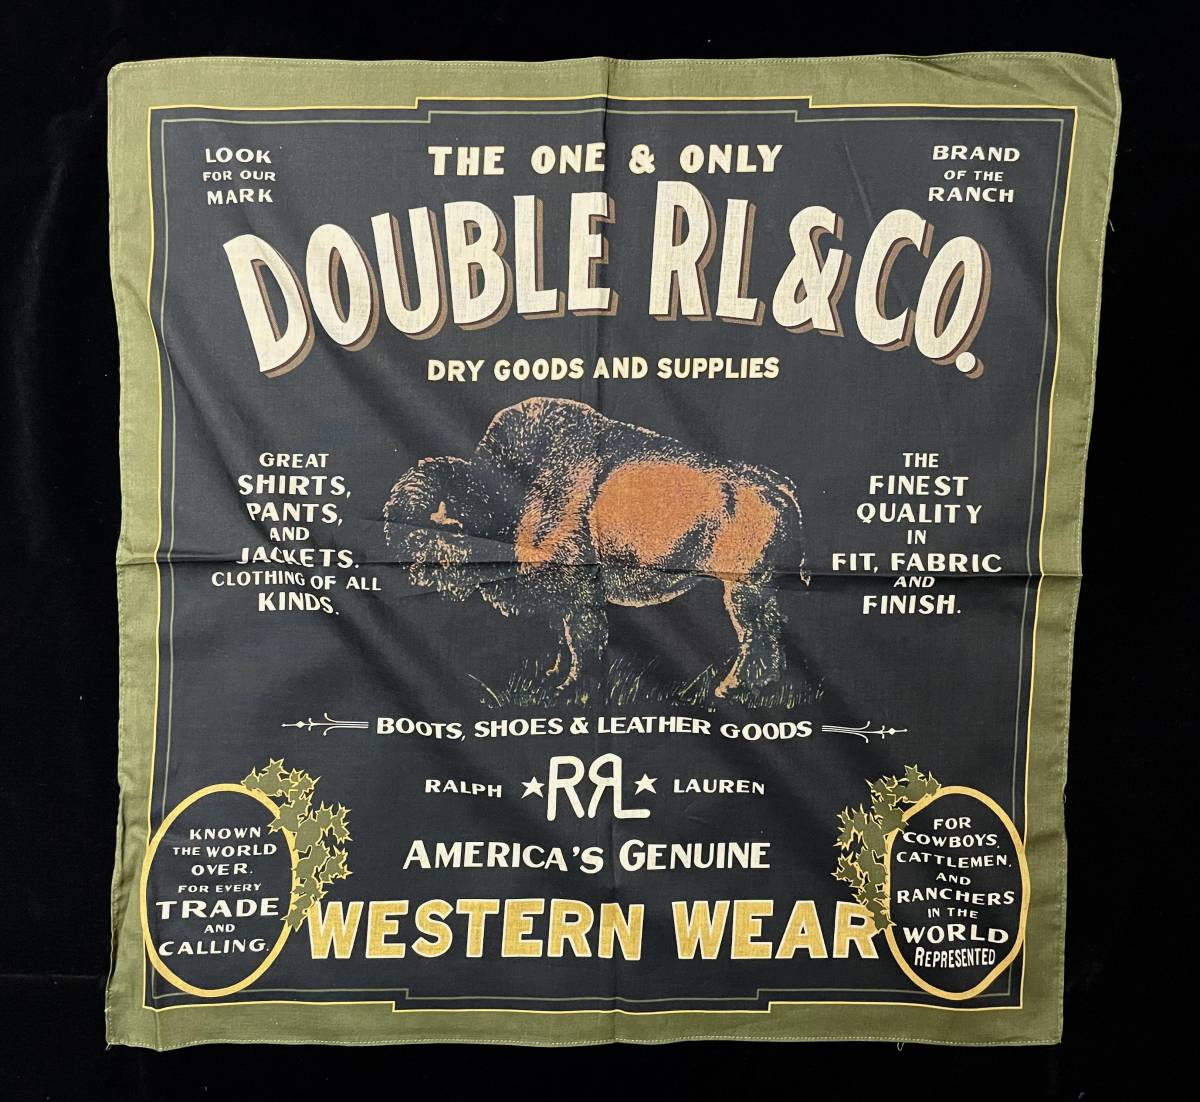 LOOK
FOR OUR
MARK
THE ONE & ONLY
BRAND
OF THE
RANCH
DOUBLE RL&CO.
DRY GOODS AND SUPPLIES
GREAT
SHIRTS,
PANTS,
AND
JACKETS.
CLOTHING OF ALL
KINDS.
THE
FINEST
QUALITY
IN
FIT, FABRIC
AND
FINISH.
BOOTS, SHOES & LEATHER GOODS
RALPH ★RRL★ LAUREN
AMERICA'S GENUINE
WESTERN WEAR
KNOWN
THE WORLD
OVER.
FOR EVERY
TRADE
AND
CALLING.
FOR
COWBOYS,
CATTLEMEN,
AND
RANCHERS
IN THE
WORLD
REPRESENTED